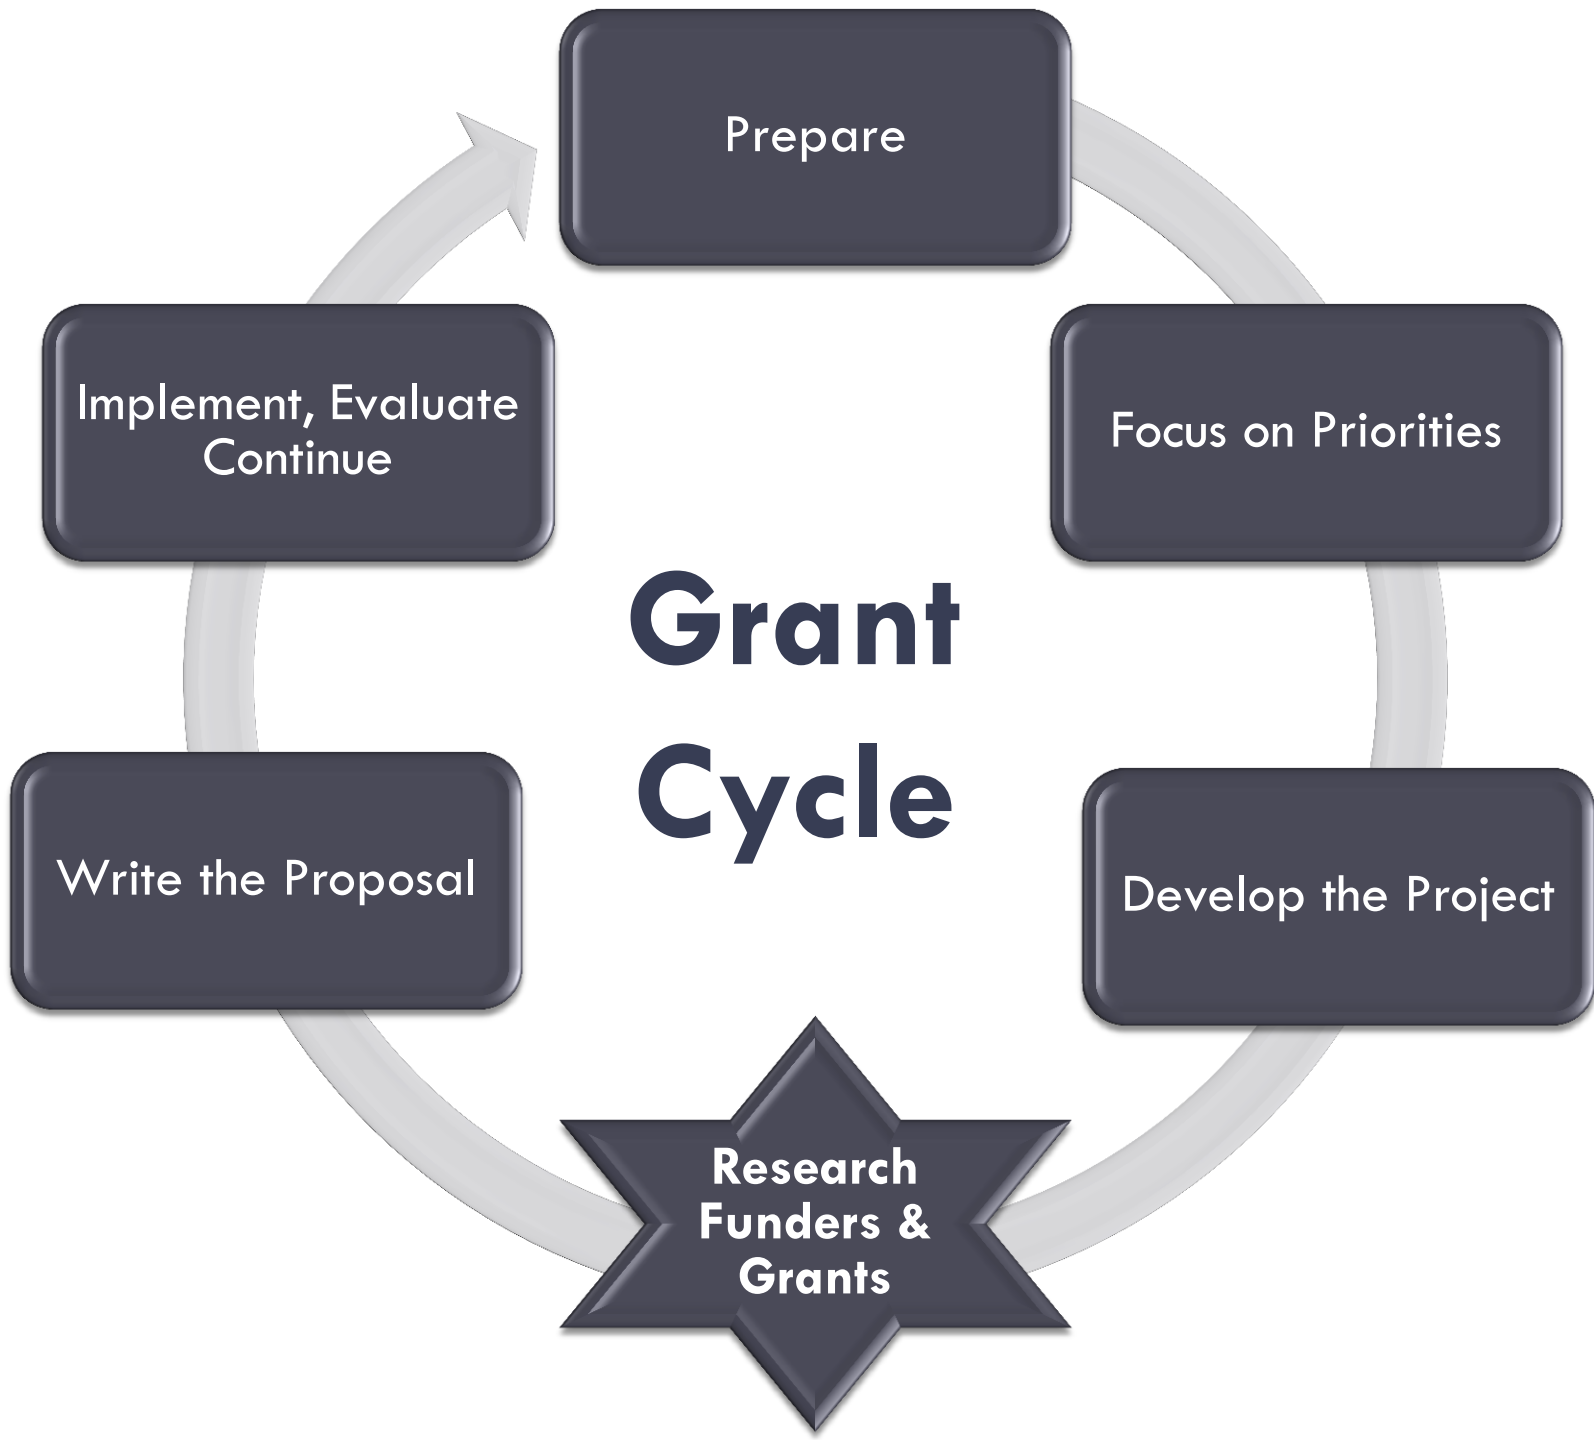 Prepare
Focus on Priorities
Develop the Project
Research
Funders &
Grants
Write the Proposal
Implement, Evaluate
Continue
Grant
Cycle